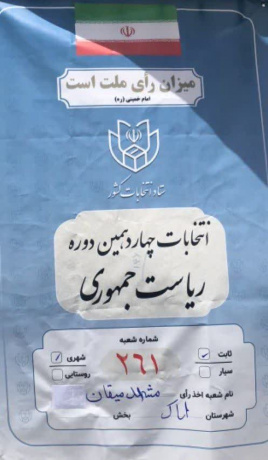 میزان رأی ملت است
امام خمینی (ره)
ستاد انتخابات کشور
انتخابات چهاردهمین دوره
ریاست جمهوری
شماره شعبه
ثابت ۲۶۱ شهری
سیار روستایی
نام شعبه اخذ رأی مشهد میقان
شهرستان اراک بخش